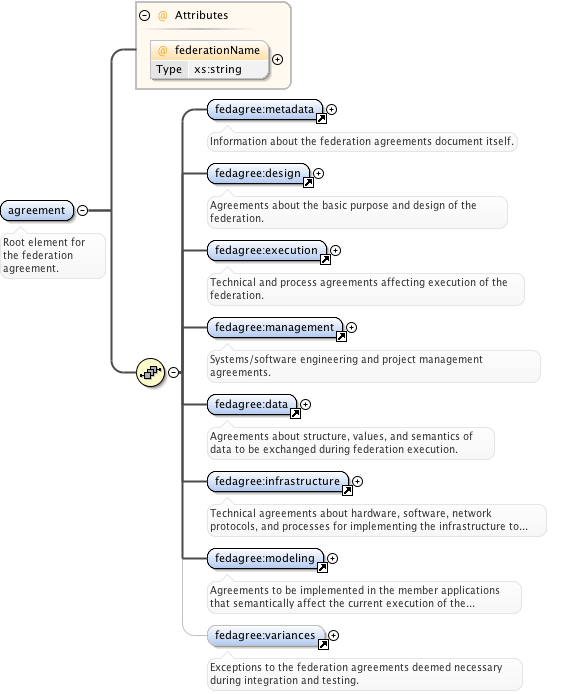 @ Attributes
@ federationName
Type xs:string
agreement
Root element for
the federation
agreement.
fedagree:metadata
Information about the federation agreements document itself.
fedagree:design
Agreements about the basic purpose and design of the
federation.
fedagree:execution
Technical and process agreements affecting execution of the
federation.
fedagree:management
Systems/software engineering and project management
agreements.
fedagree:data
Agreements about structure, values, and semantics of
data to be exchanged during federation execution.
fedagree:infrastructure
Technical agreements about hardware, software, network
protocols, and processes for implementing the infrastructure to...
fedagree:modeling
Agreements to be implemented in the member applications
that semantically affect the current execution of the...
fedagree:variances
Exceptions to the federation agreements deemed necessary
during integration and testing.